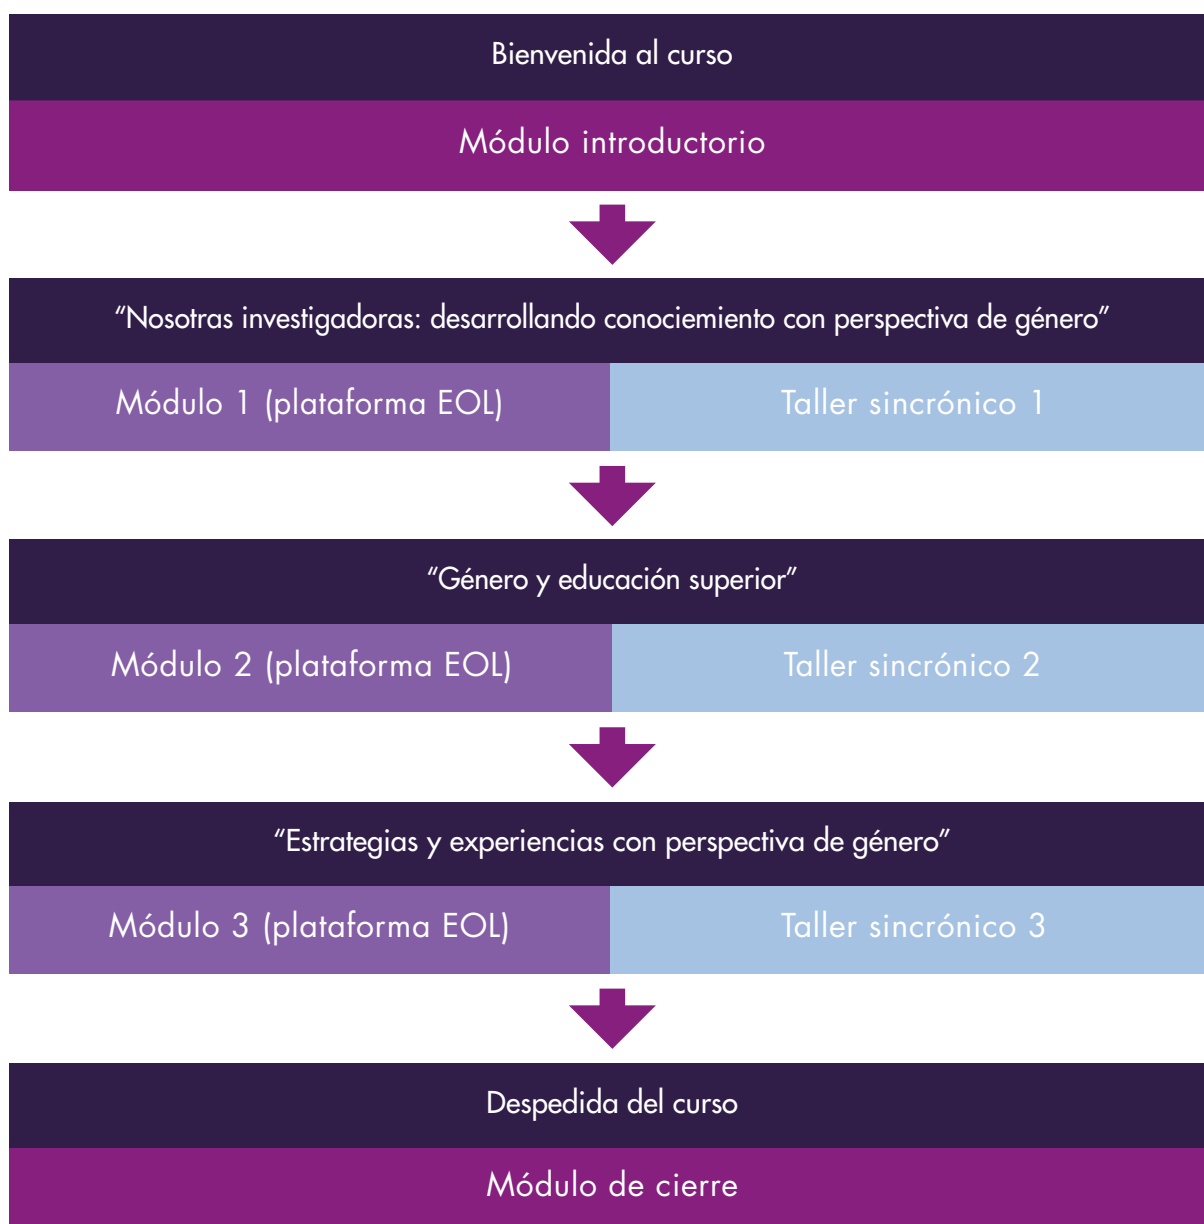 Bienvenida al curso
Módulo introductorio
“Nosotras investigadoras: desarrollando conociemiento con perspectiva de género”
Módulo 1 (plataforma EOL)
Taller sincrónico 1
“Género y educación superior”
Módulo 2 (plataforma EOL)
Taller sincrónico 2
“Estrategias y experiencias con perspectiva de género”
Módulo 3 (plataforma EOL)
Taller sincrónico 3
Despedida del curso
Módulo de cierre